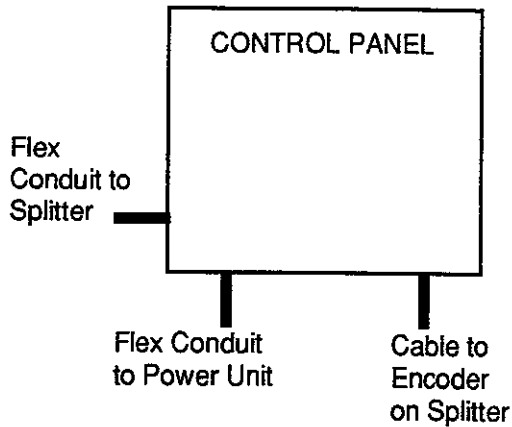 CONTROL PANEL
Flex
Conduit to
Splitter
Flex Conduit
to Power Unit
Cable to
Encoder
on Splitter